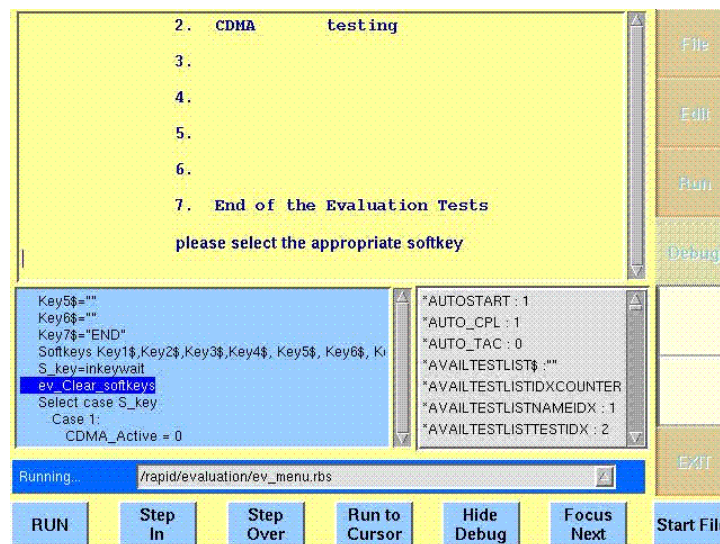 2. CDMA testing
3.
4.
5.
6.
7. End of the Evaluation Tests
please select the appropriate softkey
File
Edit
Run
Debug
EXIT
Key5$=""
Key6$=""
Key7$="END"
Softkeys Key1$,Key2$,Key3$,Key4$, Key5$, Key6$, K
S_key=inkeywait
ev_Clear_softkeys
Select case S_key
Case 1:
CDMA_Active = 0
*AUTOSTART : 1
*AUTO_CPL : 1
*AUTO_TAC : 0
*AVAILTESTLIST$ :""
*AVAILTESTLISTIDXCOUNTER
*AVAILTESTLISTNAMEIDX : 1
*AVAILTESTLISTTESTIDX : 2
Running... /rapid/evaluation/ev_menu.rbs
RUN
Step In
Step Over
Run to Cursor
Hide Debug
Focus Next
Start Fil